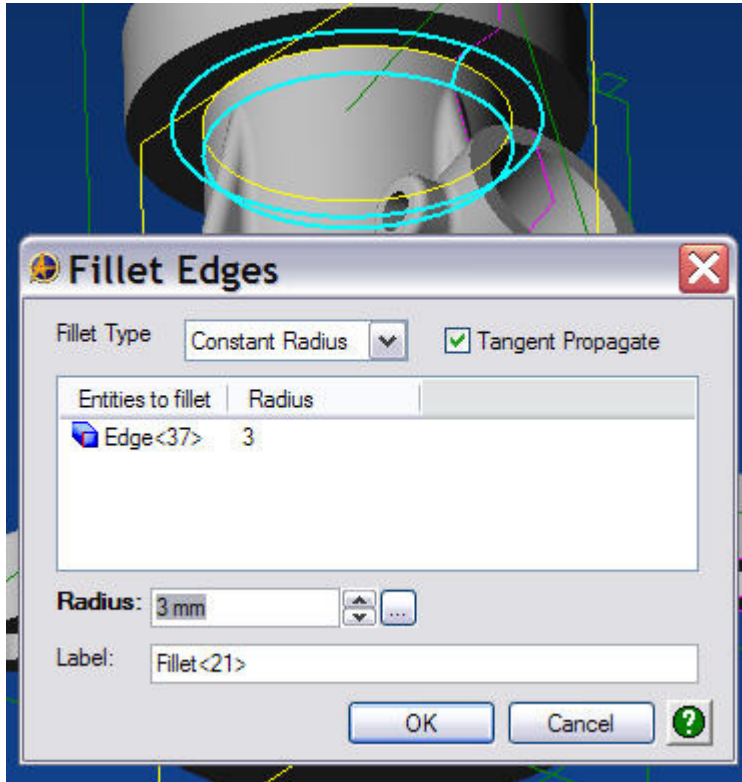 Fillet Edges
Fillet Type Constant Radius Tangent Propagate
Entities to fillet Radius
Edge<37> 3
Radius: 3 mm ...
Label: Fillet<21>
OK Cancel ?